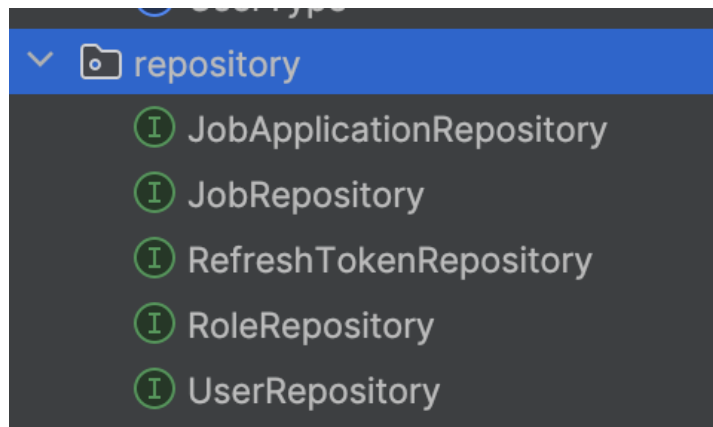 repository
JobApplicationRepository
JobRepository
RefreshTokenRepository
RoleRepository
UserRepository